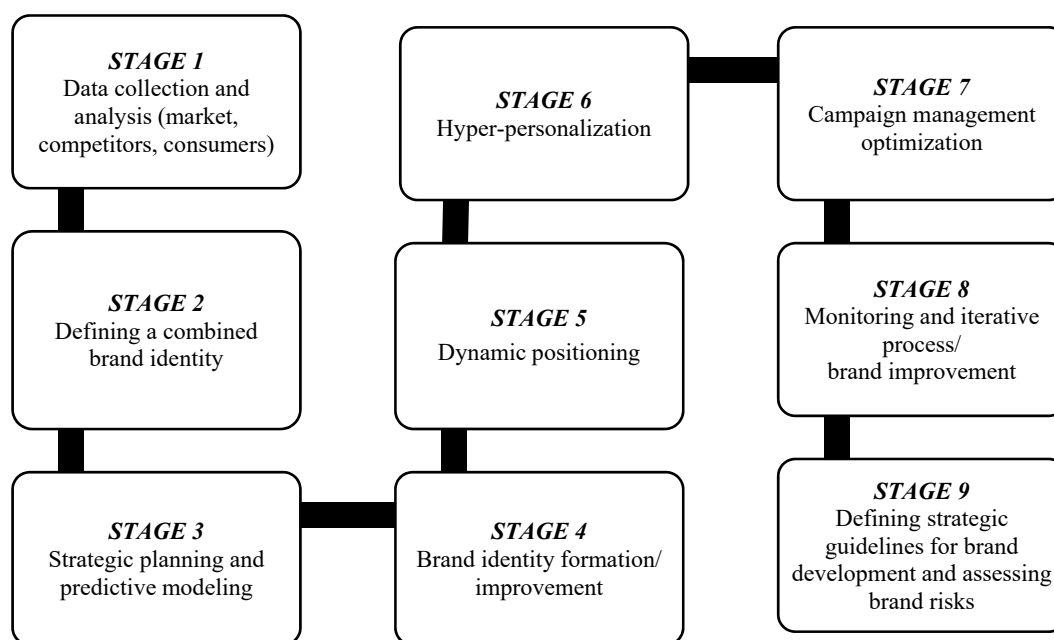 STAGE 1
Data collection and
analysis (market,
competitors, consumers)
STAGE 2
Defining a combined
brand identity
STAGE 3
Strategic planning and
predictive modeling
STAGE 4
Brand identity formation/
improvement
STAGE 5
Dynamic positioning
STAGE 6
Hyper-personalization
STAGE 7
Campaign management
optimization
STAGE 8
Monitoring and iterative
process/
brand improvement
STAGE 9
Defining strategic
guidelines for brand
development and assessing
brand risks